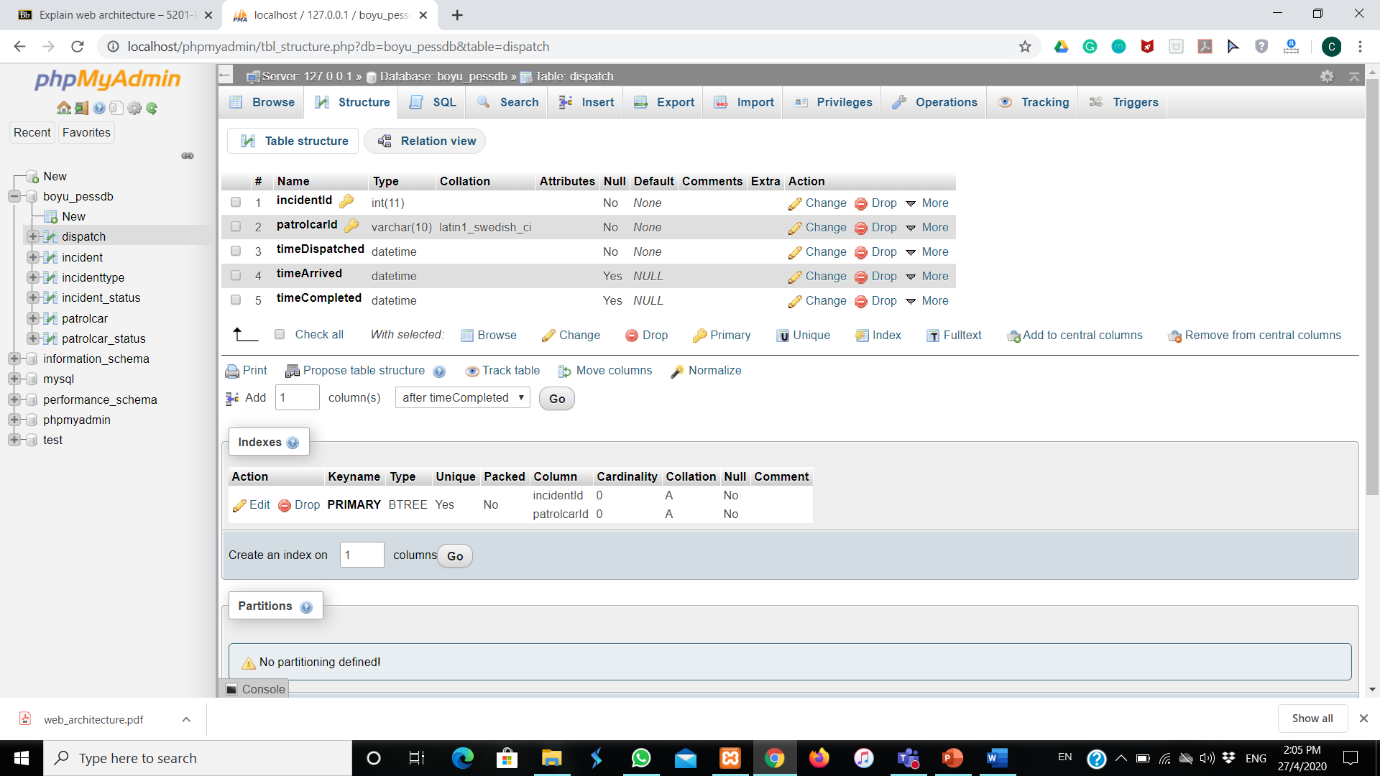 Explain web architecture – 5201-
localhost / 127.0.0.1 / boyu_pess
localhost/phpmyadmin/tbl_structure.php?db=boyu_pessdb&table=dispatch
C
phpMyAdmin
Recent Favorites
New
boyu_pessdb
New
dispatch
incident
incidenttype
incident_status
patrolcar
patrolcar_status
information_schema
mysql
performance_schema
phpmyadmin
test
Server: 127.0.0.1 » Database: boyu_pessdb » Table: dispatch
Browse Structure SQL Search Insert Export Import Privileges Operations Tracking Triggers
Table structure Relation view
# Name Type Collation Attributes Null Default Comments Extra Action
1 incidentId int(11) No None Change Drop More
2 patrolcarId varchar(10) latin1_swedish_ci No None Change Drop More
3 timeDispatched datetime No None Change Drop More
4 timeArrived datetime Yes NULL Change Drop More
5 timeCompleted datetime Yes NULL Change Drop More
Check all With selected: Browse Change Drop Primary Unique Index Fulltext Add to central columns Remove from central columns
Print Propose table structure Track table Move columns Normalize
Add 1 column(s) after timeCompleted Go
Indexes
Action Keyname Type Unique Packed Column Cardinality Collation Null Comment
Edit Drop PRIMARY BTREE Yes No incidentId 0 A No
patrolcarId 0 A No
Create an index on 1 columns Go
Partitions
No partitioning defined!
Console
web_architecture.pdf
Show all
Type here to search
EN
ENG
2:05 PM
27/4/2020